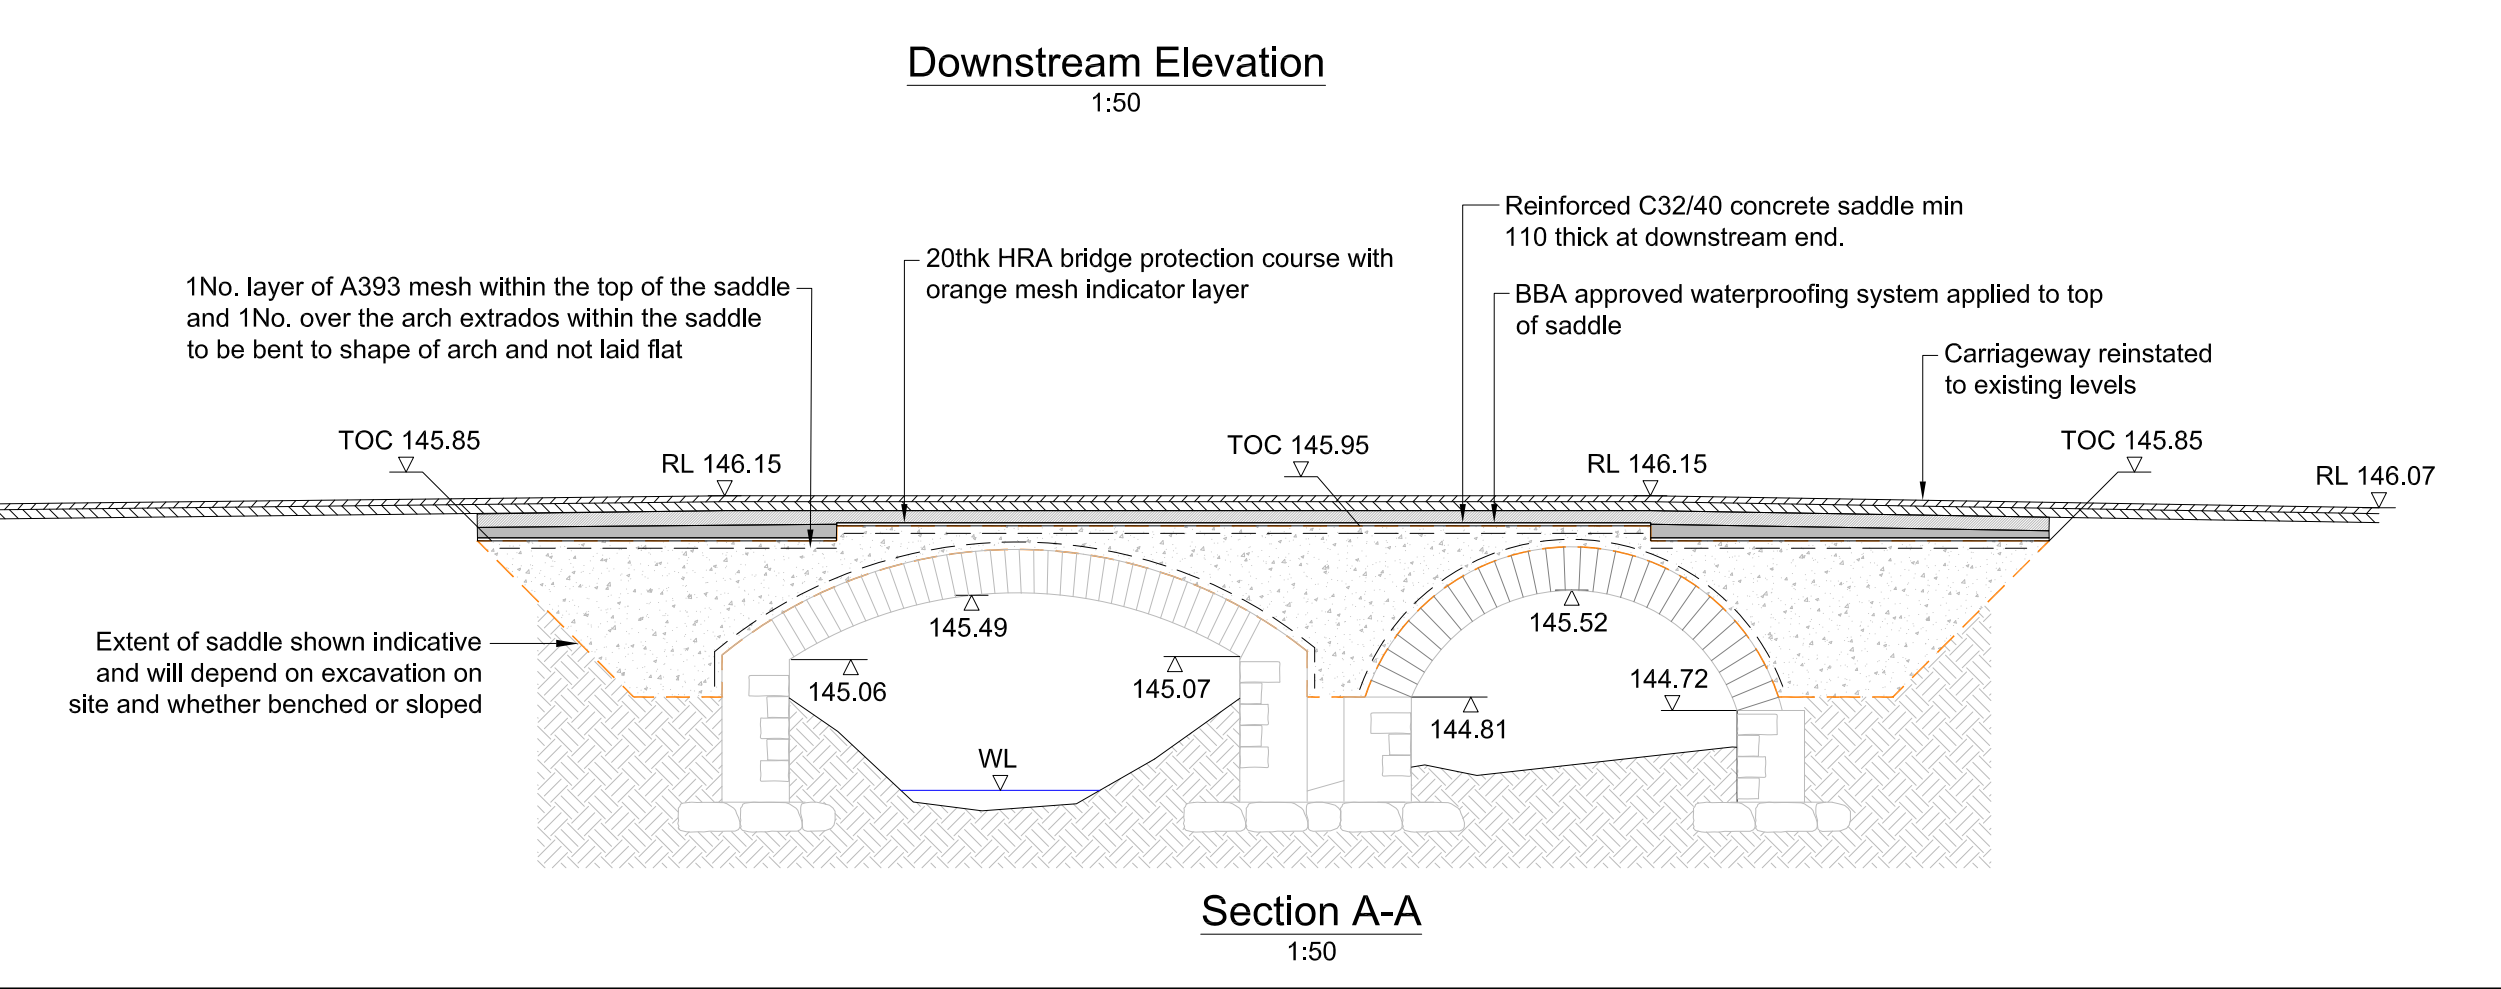 Downstream Elevation
1:50
Reinforced C32/40 concrete saddle min
110 thick at downstream end.
20thk HRA bridge protection course with
orange mesh indicator layer
1No. layer of A393 mesh within the top of the saddle
and 1No. over the arch extrados within the saddle
to be bent to shape of arch and not laid flat
BBA approved waterproofing system applied to top
of saddle
Carriageway reinstated
to existing levels
TOC 145.85
RL 146.15
TOC 145.95
RL 146.15
TOC 145.85
RL 146.07
145.49
145.52
Extent of saddle shown indicative
and will depend on excavation on
site and whether benched or sloped
145.06
145.07
144.72
144.81
WL
Section A-A
1:50